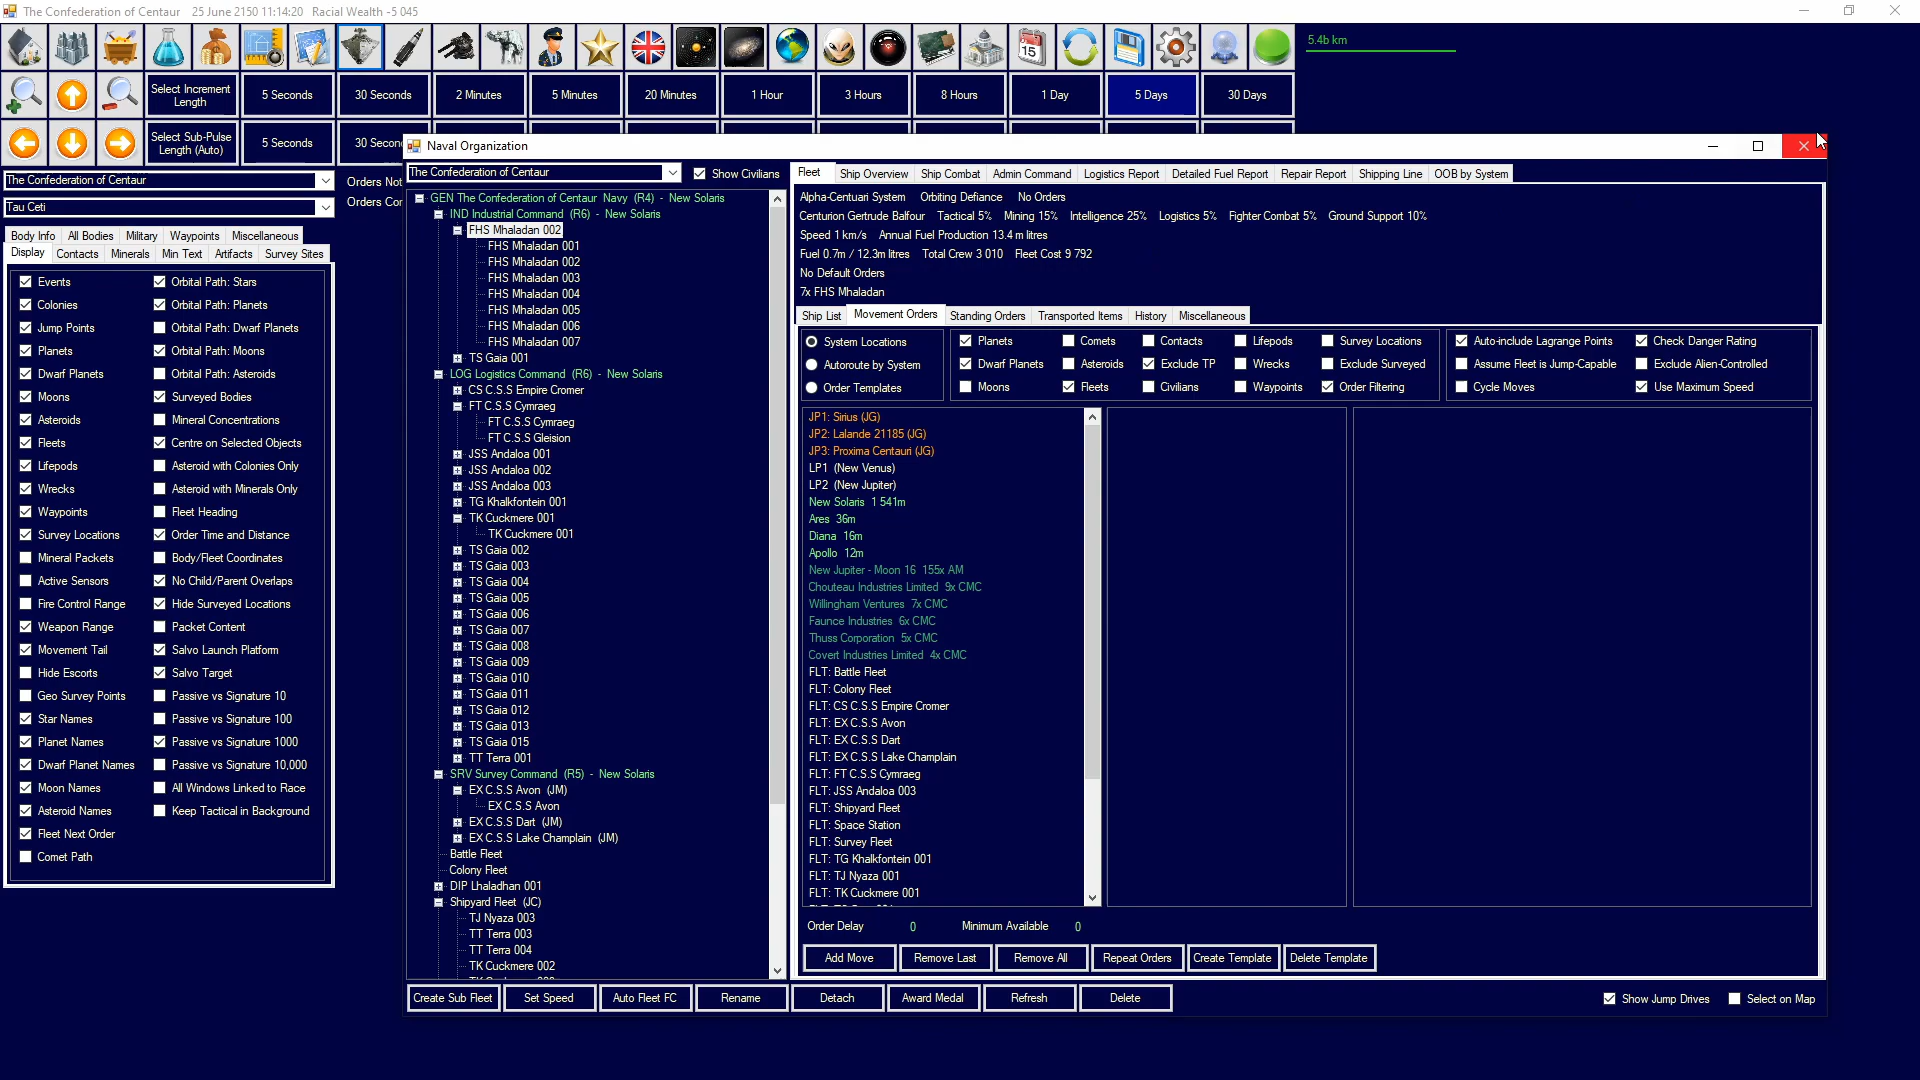 The Confederation of Centaur 25 June 2150 11:14:20 Racial Wealth -5 045
5.4b km
Select Increment Length
5 Seconds
30 Seconds
2 Minutes
5 Minutes
20 Minutes
1 Hour
3 Hours
8 Hours
1 Day
5 Days
30 Days
Select Sub-Pulse Length (Auto)
5 Seconds
30 Secon
The Confederation of Centaur
Orders Not
Tau Ceti
Orders Cor
Body Info All Bodies Military Waypoints Miscellaneous
Display Contacts Minerals Min Text Artifacts Survey Sites
Events Orbital Path: Stars
Colonies Orbital Path: Planets
Jump Points Orbital Path: Dwarf Planets
Planets Orbital Path: Moons
Dwarf Planets Orbital Path: Asteroids
Moons Surveyed Bodies
Asteroids Mineral Concentrations
Fleets Centre on Selected Objects
Lifepods Asteroid with Colonies Only
Wrecks Asteroid with Minerals Only
Waypoints Fleet Heading
Survey Locations Order Time and Distance
Mineral Packets Body/Fleet Coordinates
Active Sensors No Child/Parent Overlaps
Fire Control Range Hide Surveyed Locations
Weapon Range Packet Content
Movement Tail Salvo Launch Platform
Hide Escorts Salvo Target
Geo Survey Points Passive vs Signature 10
Star Names Passive vs Signature 100
Planet Names Passive vs Signature 1000
Dwarf Planet Names Passive vs Signature 10,000
Moon Names All Windows Linked to Race
Asteroid Names Keep Tactical in Background
Fleet Next Order
Comet Path
Naval Organization
The Confederation of Centaur Show Civilians
GEN The Confederation of Centaur Navy (R4) - New Solaris
IND Industrial Command (R6) - New Solaris
FHS Mhaladan 002
FHS Mhaladan 001
FHS Mhaladan 002
FHS Mhaladan 003
FHS Mhaladan 004
FHS Mhaladan 005
FHS Mhaladan 006
FHS Mhaladan 007
TS Gaia 001
LOG Logistics Command (R6) - New Solaris
CS C.S.S Empire Cromer
FT C.S.S Cymraeg
FT C.S.S Cymraeg
FT C.S.S Gleision
JSS Andaloa 001
JSS Andaloa 002
JSS Andaloa 003
TG Khalkfontein 001
TK Cuckmere 001
TK Cuckmere 001
TS Gaia 002
TS Gaia 003
TS Gaia 004
TS Gaia 005
TS Gaia 006
TS Gaia 007
TS Gaia 008
TS Gaia 009
TS Gaia 010
TS Gaia 011
TS Gaia 012
TS Gaia 013
TS Gaia 015
TT Terra 001
SRV Survey Command (R5) - New Solaris
EX C.S.S Avon (JM)
EX C.S.S Avon
EX C.S.S Dart (JM)
EX C.S.S Lake Champlain (JM)
Battle Fleet
Colony Fleet
DIP Lhaladhan 001
Shipyard Fleet (JC)
TJ Nyaza 003
TT Terra 003
TT Terra 004
TK Cuckmere 002
Fleet Ship Overview Ship Combat Admin Command Logistics Report Detailed Fuel Report Repair Report Shipping Line OOB by System
Alpha-Centuari System Orbiting Defiance No Orders
Centurion Gertrude Balfour Tactical 5% Mining 15% Intelligence 25% Logistics 5% Fighter Combat 5% Ground Support 10%
Speed 1 km/s Annual Fuel Production 13.4 m litres
Fuel 0.7m / 12.3m litres Total Crew 3 010 Fleet Cost 9 792
No Default Orders
7x FHS Mhaladan
Ship List Movement Orders Standing Orders Transported Items History Miscellaneous
System Locations Planets Comets Contacts Lifepods Survey Locations Auto-include Lagrange Points Check Danger Rating
Autoroute by System Dwarf Planets Asteroids Exclude TP Wrecks Exclude Surveyed Assume Fleet is Jump-Capable Exclude Alien-Controlled
Order Templates Moons Fleets Civilians Waypoints Order Filtering Cycle Moves Use Maximum Speed
JP1: Sirius (JG)
JP2: Lalande 21185 (JG)
JP3: Proxima Centauri (JG)
LP1 (New Venus)
LP2 (New Jupiter)
New Solaris 1 541m
Ares 36m
Diana 16m
Apollo 12m
New Jupiter - Moon 16 155x AM
Chouteau Industries Limited 9x CMC
Willingham Ventures 7x CMC
Faunce Industries 6x CMC
Thuss Corporation 5x CMC
Covert Industries Limited 4x CMC
FLT: Battle Fleet
FLT: Colony Fleet
FLT: CS C.S.S Empire Cromer
FLT: EX C.S.S Avon
FLT: EX C.S.S Dart
FLT: EX C.S.S Lake Champlain
FLT: FT C.S.S Cymraeg
FLT: JSS Andaloa 003
FLT: Shipyard Fleet
FLT: Space Station
FLT: Survey Fleet
FLT: TG Khalkfontein 001
FLT: TJ Nyaza 001
FLT: TK Cuckmere 001
Order Delay 0 Minimum Available 0
Add Move Remove Last Remove All Repeat Orders Create Template Delete Template
Create Sub Fleet Set Speed Auto Fleet FC Rename Detach Award Medal Refresh Delete Show Jump Drives Select on Map